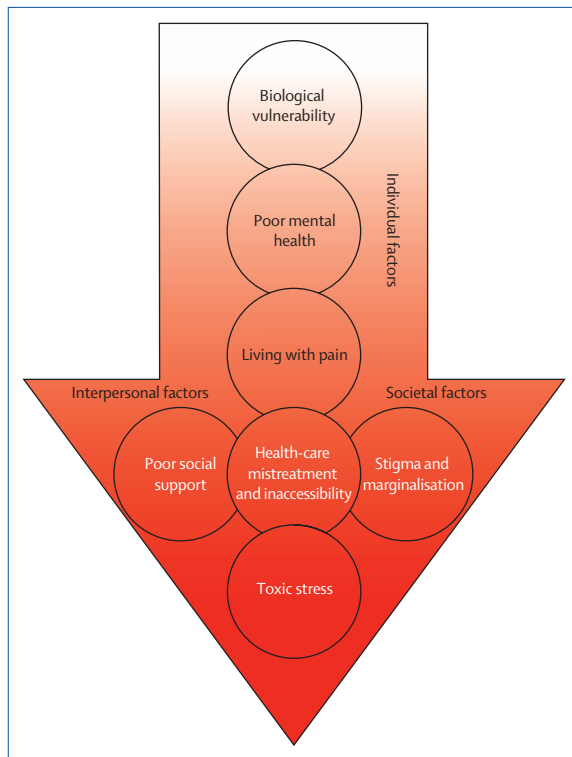 Biological
vulnerability
Individual factors
Poor mental
health
Living with pain
Interpersonal factors
Societal factors
Poor social
support
Health-care
mistreatment
and inaccessibility
Stigma and
marginalisation
Toxic stress